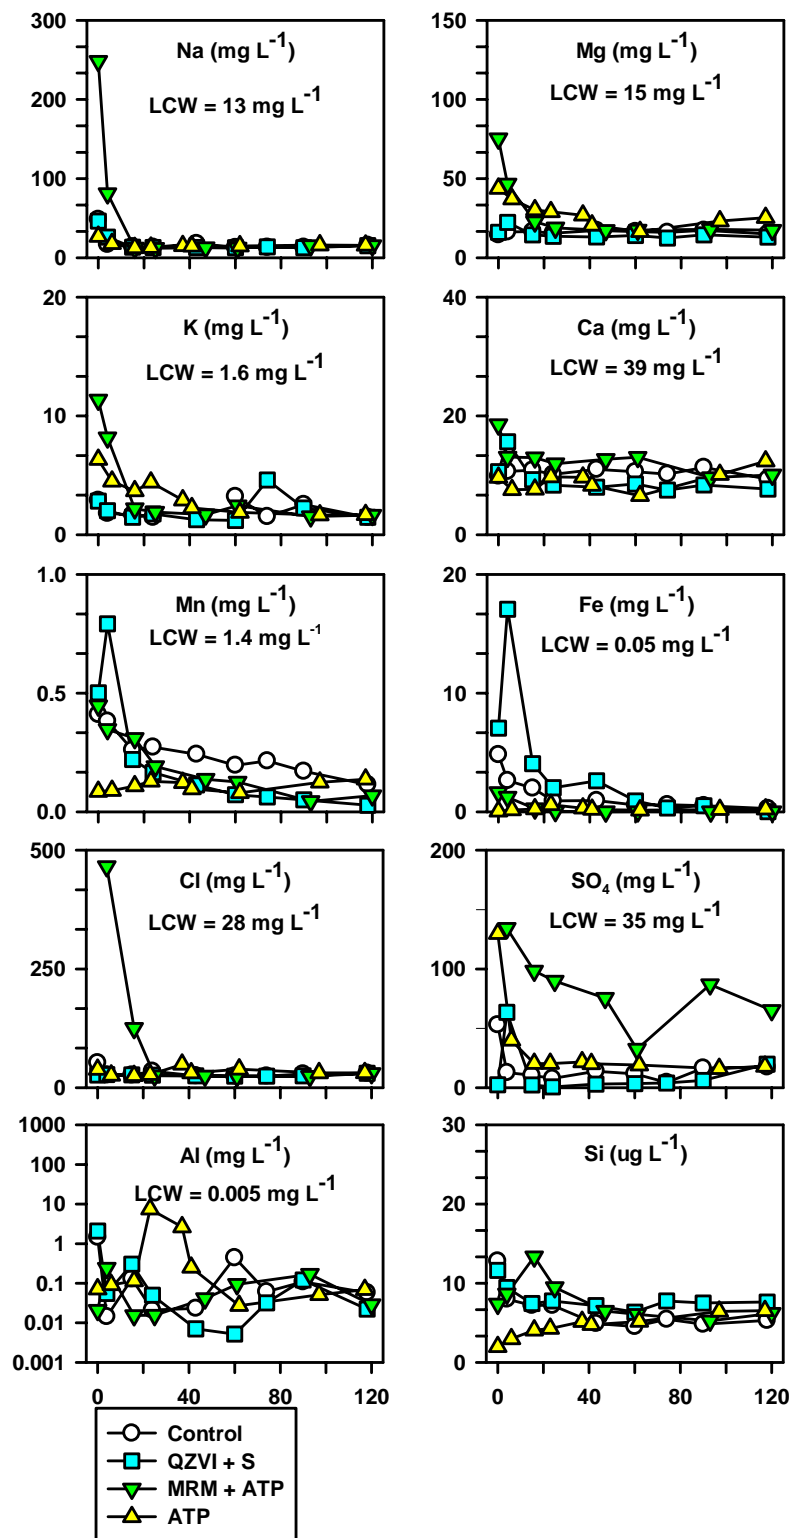 Na (mg L-1)
LCW = 13 mg L-1
300
200
100
0
Mg (mg L-1)
LCW = 15 mg L-1
150
100
50
0
K (mg L-1)
LCW = 1.6 mg L-1
20
10
0
Ca (mg L-1)
LCW = 39 mg L-1
40
20
0
Mn (mg L-1)
LCW = 1.4 mg L-1
1.0
0.5
0.0
Fe (mg L-1)
LCW = 0.05 mg L-1
20
10
0
Cl (mg L-1)
LCW = 28 mg L-1
500
250
0
SO4 (mg L-1)
LCW = 35 mg L-1
200
100
0
Al (mg L-1)
LCW = 0.005 mg L-1
1000
100
10
1
0.1
0.01
0.001
0 40 80 120
Si (ug L-1)
30
20
10
0
0 40 80 120
Control
QZVI + S
MRM + ATP
ATP